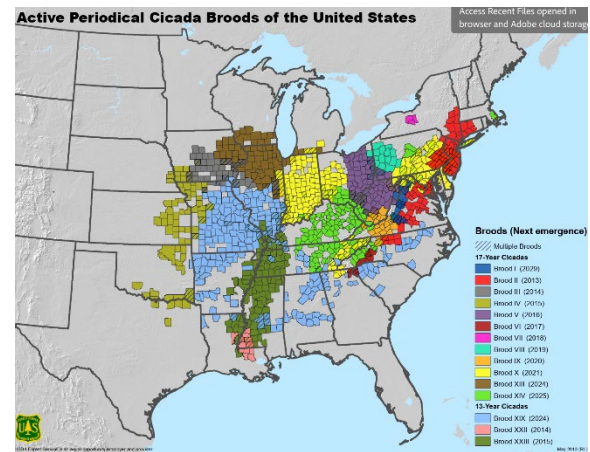 Active Periodical Cicada Broods of the United States
Access Recent Files opened in
browser and Adobe cloud storage
Broods (Next emergence)
Multiple Broods
17-Year Cicadas
Brood I (2029)
Brood II (2013)
Brood III (2014)
Brood IV (2015)
Brood V (2016)
Brood VI (2017)
Brood VII (2018)
Brood VIII (2019)
Brood IX (2020)
Brood X (2021)
Brood XIII (2024)
Brood XIV (2025)
13-Year Cicadas
Brood XIX (2024)
Brood XXII (2014)
Brood XXIII (2015)